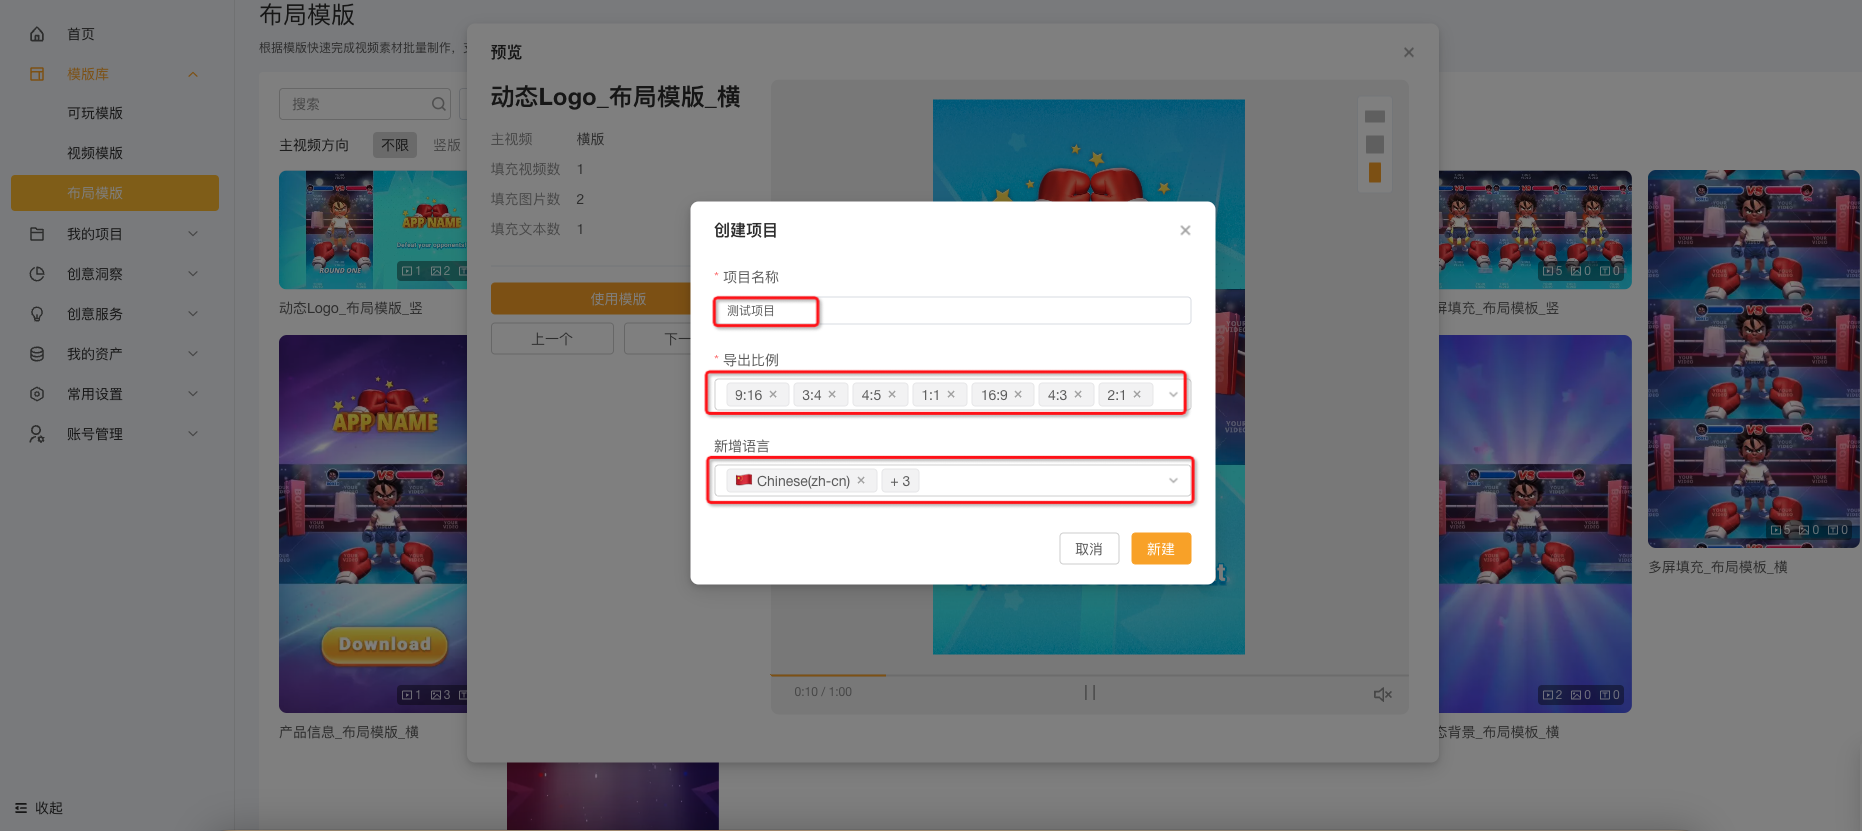 首页
模版库
可玩模版
视频模版
布局模版
我的项目
创意洞察
创意服务
我的资产
常用设置
账号管理
收起
布局模版
根据模版快速完成视频素材批量制作，
搜索
主视频方向 不限 竖版
APP NAME
ROUND ONE
1 2
动态Logo_布局模版_竖
APP NAME
VS
YOUR VIDEO
Download
1 3
产品信息_布局模版_横
预览
动态Logo_布局模版_横
主视频 横版
填充视频数 1
填充图片数 2
填充文本数 1
使用模版
上一个
下一
0:10 / 1:00
创建项目
* 项目名称
测试项目
* 导出比例
9:16 3:4 4:5 1:1 16:9 4:3 2:1
新增语言
Chinese(zh-cn) + 3
取消 新建
5 0 0
屏填充_布局模板_竖
VS
2 0 0
态背景_布局模板_横
VS
5 0 0
多屏填充_布局模板_横